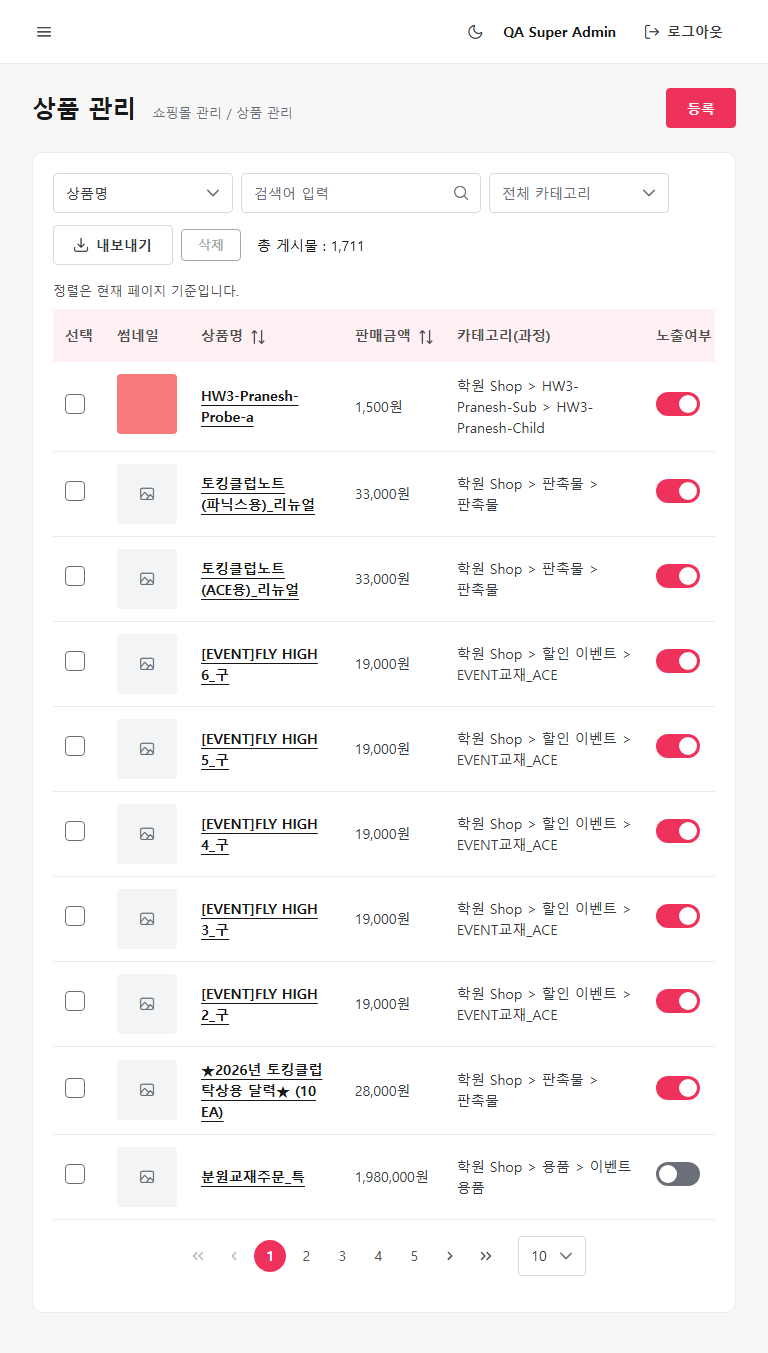 QA Super Admin 로그아웃
상품 관리 쇼핑몰 관리 / 상품 관리 등록
상품명 검색어 입력 전체 카테고리
내보내기 삭제 총 게시물 : 1,711
정렬은 현재 페이지 기준입니다.
선택 썸네일 상품명 판매금액 카테고리(과정) 노출여부
HW3-Pranesh-
Probe-a
1,500원
학원 Shop > HW3-
Pranesh-Sub > HW3-
Pranesh-Child
토킹클럽노트
(파닉스용)_리뉴얼
33,000원
학원 Shop > 판촉물 >
판촉물
토킹클럽노트
(ACE용)_리뉴얼
33,000원
학원 Shop > 판촉물 >
판촉물
[EVENT]FLY HIGH
6_구
19,000원
학원 Shop > 할인 이벤트 >
EVENT교재_ACE
[EVENT]FLY HIGH
5_구
19,000원
학원 Shop > 할인 이벤트 >
EVENT교재_ACE
[EVENT]FLY HIGH
4_구
19,000원
학원 Shop > 할인 이벤트 >
EVENT교재_ACE
[EVENT]FLY HIGH
3_구
19,000원
학원 Shop > 할인 이벤트 >
EVENT교재_ACE
[EVENT]FLY HIGH
2_구
19,000원
학원 Shop > 할인 이벤트 >
EVENT교재_ACE
★2026년 토킹클럽
탁상용 달력★ (10
EA)
28,000원
학원 Shop > 판촉물 >
판촉물
분원교재주문_특
1,980,000원
학원 Shop > 용품 > 이벤트
용품
1 2 3 4 5 10